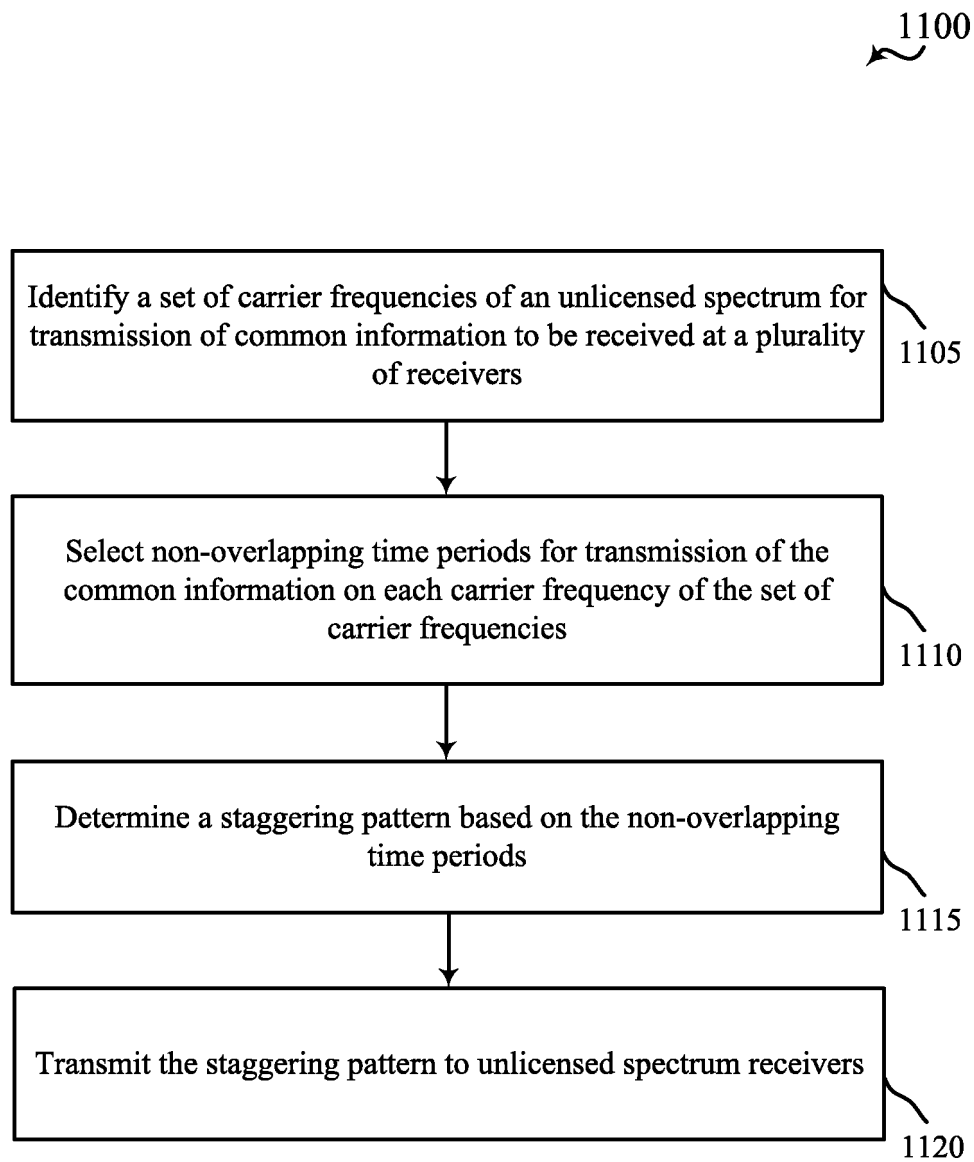 1100
Identify a set of carrier frequencies of an unlicensed spectrum for
transmission of common information to be received at a plurality
of receivers
1105
Select non-overlapping time periods for transmission of the
common information on each carrier frequency of the set of
carrier frequencies
1110
Determine a staggering pattern based on the non-overlapping
time periods
1115
Transmit the staggering pattern to unlicensed spectrum receivers
1120